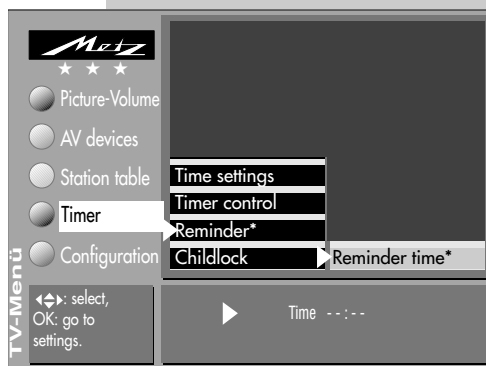 Metz
Picture-Volume
AV devices
Station table
Timer
Configuration
Time settings
Timer control
Reminder*
Childlock
Reminder time*
TV-Menü
: select,
OK: go to
settings.
Time --:--